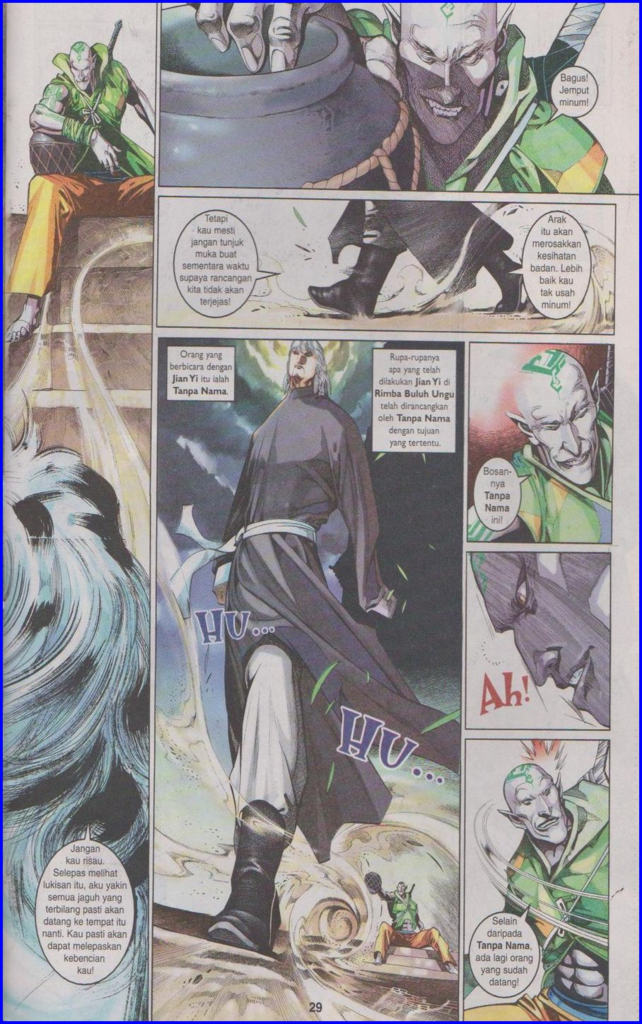 Bagus!
Jemput
minum!
Tetapi
kau mesti
jangan tunjuk
muka buat
sementara waktu
supaya rancangan
kita tidak akan
terjejas!
Arak
itu akan
merosakkan
kesihatan
badan. Lebih
baik kau
tak usah
minum!
Orang yang
berbicara dengan
Jian Yi itu ialah
Tanpa Nama.
Rupa-rupanya
apa yang telah
dilakukan Jian Yi di
Rimba Buluh Ungu
telah dirancangkan
oleh Tanpa Nama
dengan tujuan
yang tertentu.
HU...
HU...
Jangan
kau risau.
Selepas melihat
lukisan itu, aku yakin
semua jaguh yang
terbilang pasti akan
datang ke tempat itu
nanti. Kau pasti akan
dapat melepaskan
kebencian
kau!
Bosan-
nya
Tanpa
Nama
ini!
Ah!
Selain
daripada
Tanpa Nama,
ada lagi orang
yang sudah
datang!
29